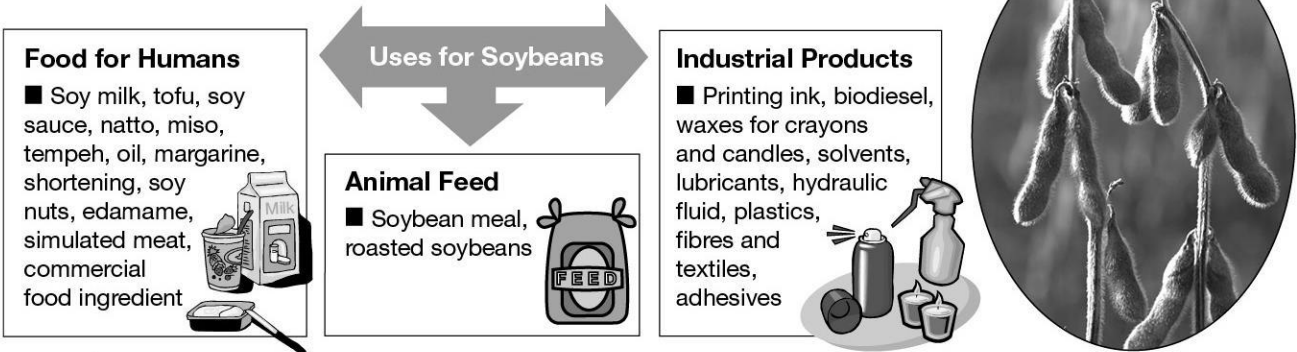 Uses for Soybeans
Food for Humans
■ Soy milk, tofu, soy
sauce, natto, miso,
tempeh, oil, margarine,
shortening, soy
nuts, edamame,
simulated meat,
commercial
food ingredient
Milk
Animal Feed
■ Soybean meal,
roasted soybeans
FEED
Industrial Products
■ Printing ink, biodiesel,
waxes for crayons
and candles, solvents,
lubricants, hydraulic
fluid, plastics,
fibres and
textiles,
adhesives